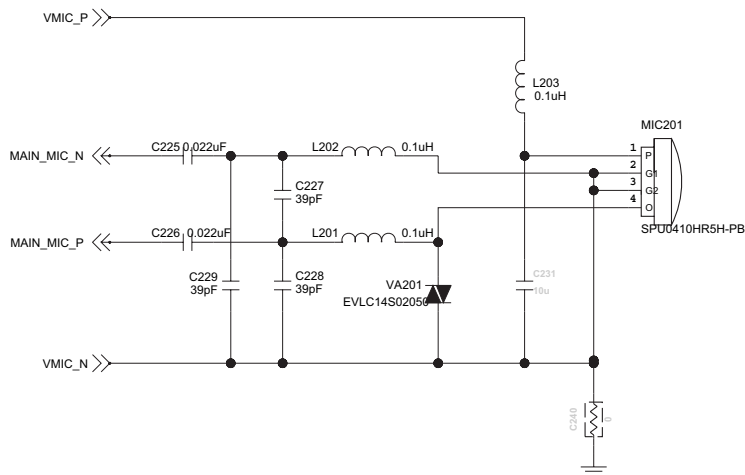 VMIC_P
L203
0.1uH
MIC201
MAIN_MIC_N
C225 0.022uF
L202
0.1uH
1
P
2
G1
3
G2
4
O
C227
39pF
SPU0410HR5H-PB
MAIN_MIC_P
C226
0.022uF
L201
0.1uH
C229
39pF
C228
39pF
VA201
EVLC14S02050
C231
10u
VMIC_N
C240
0